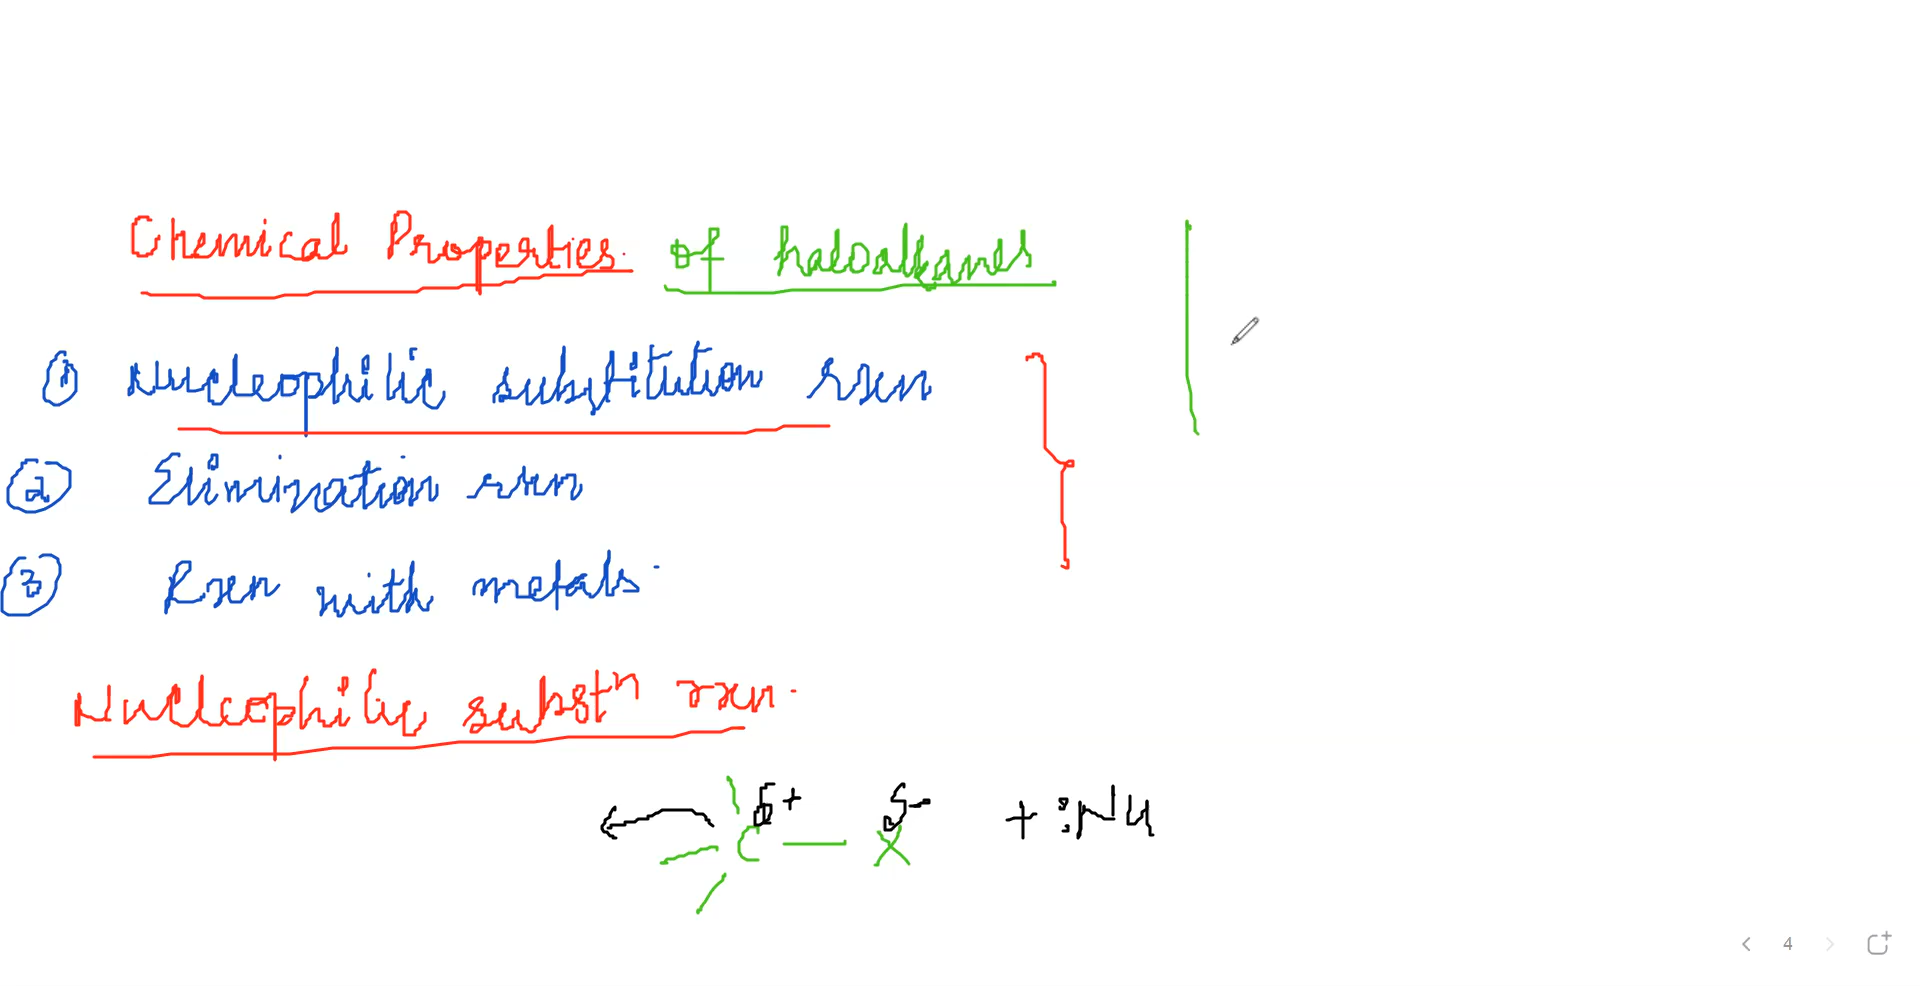 Chemical Properties. of haloalkanes
① Nucleophilic substitution rxn
② Elimination rxn
③ Rxn with metals.
Nucleophilic substⁿ rxn.
δ+ δ-
C — X + :Nu
4